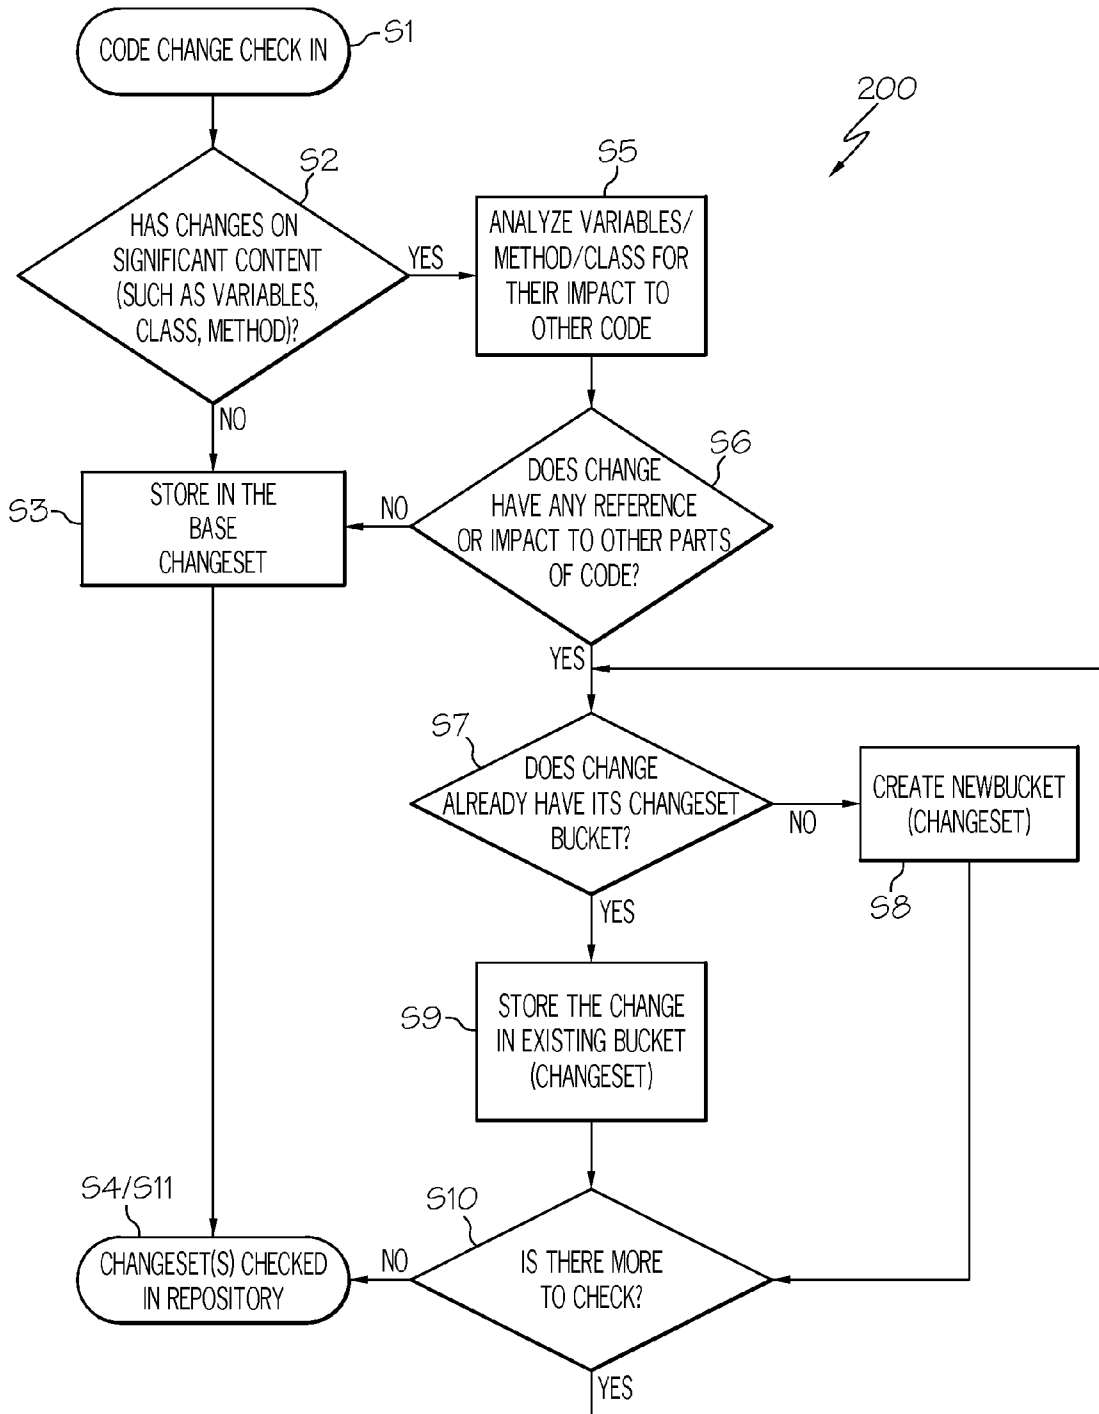 CODE CHANGE CHECK IN
S1
200
S2
HAS CHANGES ON
SIGNIFICANT CONTENT
(SUCH AS VARIABLES,
CLASS, METHOD)?
YES
NO
S5
ANALYZE VARIABLES/
METHOD/CLASS FOR
THEIR IMPACT TO
OTHER CODE
S3
STORE IN THE
BASE
CHANGESET
NO
S6
DOES CHANGE
HAVE ANY REFERENCE
OR IMPACT TO OTHER PARTS
OF CODE?
YES
S7
DOES CHANGE
ALREADY HAVE ITS CHANGESET
BUCKET?
NO
YES
CREATE NEWBUCKET
(CHANGESET)
S8
S9
STORE THE CHANGE
IN EXISTING BUCKET
(CHANGESET)
S4/S11
CHANGESET(S) CHECKED
IN REPOSITORY
NO
S10
IS THERE MORE
TO CHECK?
YES